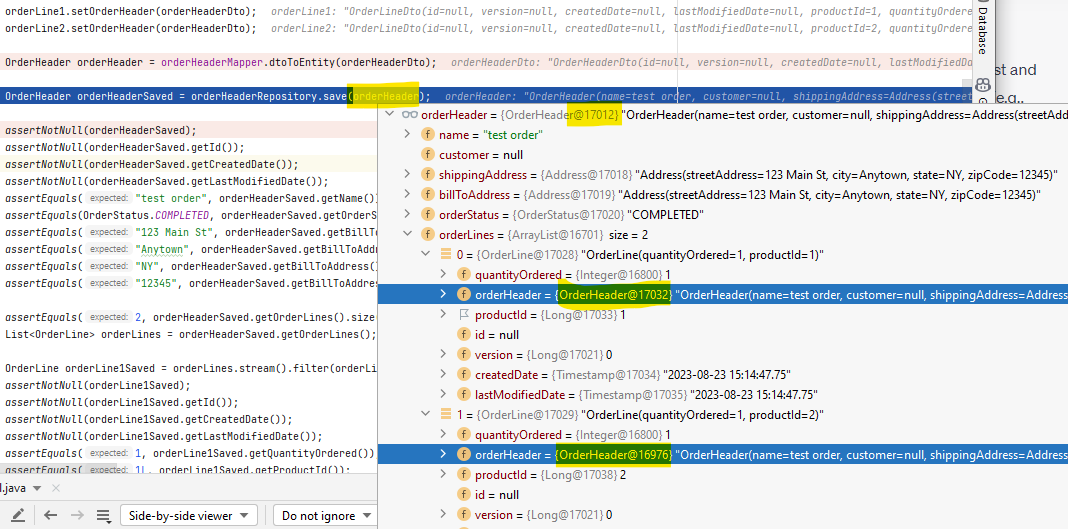 orderLine1.setOrderHeader(orderHeaderDto); orderLine1: "OrderLineDto(id=null, version=null, createdDate=null, lastModifiedDate=null, productId=1, quantityOrdere
orderLine2.setOrderHeader(orderHeaderDto); orderLine2: "OrderLineDto(id=null, version=null, createdDate=null, lastModifiedDate=null, productId=2, quantityOrdere
OrderHeader orderHeader = orderHeaderMapper.dtoToEntity(orderHeaderDto); orderHeaderDto: "OrderHeaderDto(id=null, version=null, createdDate=null, lastModified
OrderHeader orderHeaderSaved = orderHeaderRepository.save(orderHeader); orderHeader: "OrderHeader(name=test order, customer=null, shippingAddress=Address(street
assertNotNull(orderHeaderSaved);
assertNotNull(orderHeaderSaved.getId());
assertNotNull(orderHeaderSaved.getCreatedDate());
assertNotNull(orderHeaderSaved.getLastModifiedDate());
assertEquals( expected: "test order", orderHeaderSaved.getName())
assertEquals(OrderStatus.COMPLETED, orderHeaderSaved.getOrderS
assertEquals( expected: "123 Main St", orderHeaderSaved.getBillT
assertEquals( expected: "Anytown", orderHeaderSaved.getBillToAddr
assertEquals( expected: "NY", orderHeaderSaved.getBillToAddress()
assertEquals( expected: "12345", orderHeaderSaved.getBillToAddres
assertEquals( expected: 2, orderHeaderSaved.getOrderLines().size
List<OrderLine> orderLines = orderHeaderSaved.getOrderLines();
OrderLine orderLine1Saved = orderLines.stream().filter(orderLi
assertNotNull(orderLine1Saved);
assertNotNull(orderLine1Saved.getId());
assertNotNull(orderLine1Saved.getCreatedDate());
assertNotNull(orderLine1Saved.getLastModifiedDate());
assertEquals( expected: 1, orderLine1Saved.getQuantityOrdered())
assertEquals( expected: 1L, orderLine1Saved.getProductId());
orderHeader = {OrderHeader@17012} "OrderHeader(name=test order, customer=null, shippingAddress=Address(streetAdd
name = "test order"
customer = null
shippingAddress = {Address@17018} "Address(streetAddress=123 Main St, city=Anytown, state=NY, zipCode=12345)"
billToAddress = {Address@17019} "Address(streetAddress=123 Main St, city=Anytown, state=NY, zipCode=12345)"
orderStatus = {OrderStatus@17020} "COMPLETED"
orderLines = {ArrayList@16701} size = 2
0 = {OrderLine@17028} "OrderLine(quantityOrdered=1, productId=1)"
quantityOrdered = {Integer@16800} 1
orderHeader = {OrderHeader@17032} "OrderHeader(name=test order, customer=null, shippingAddress=Address
productId = {Long@17033} 1
id = null
version = {Long@17021} 0
createdDate = {Timestamp@17034} "2023-08-23 15:14:47.75"
lastModifiedDate = {Timestamp@17035} "2023-08-23 15:14:47.75"
1 = {OrderLine@17029} "OrderLine(quantityOrdered=1, productId=2)"
quantityOrdered = {Integer@16800} 1
orderHeader = {OrderHeader@16976} "OrderHeader(name=test order, customer=null, shippingAddress=Address
productId = {Long@17038} 2
id = null
version = {Long@17021} 0
Database
st and
(e.g.,
l.java
Side-by-side viewer
Do not ignore